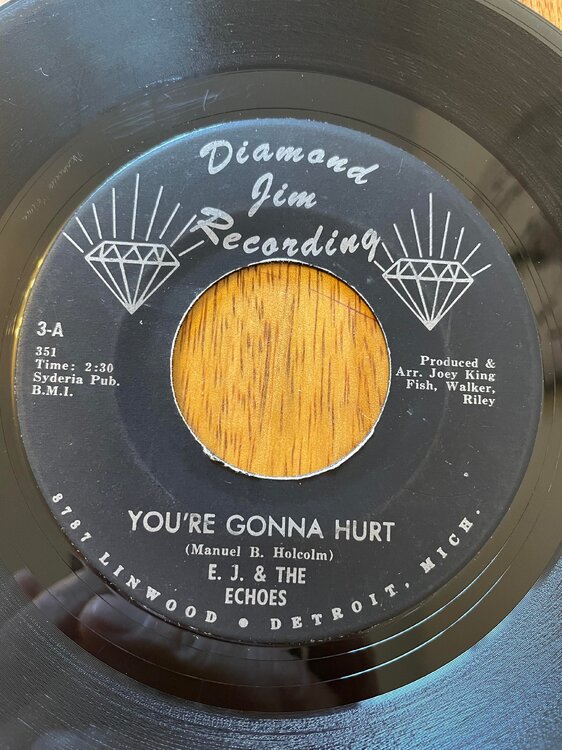 Diamond
Jim
Recording
3-A
351
Time: 2:30
Syderia Pub.
B.M.I.
Produced &
Arr. Joey King
Fish, Walker,
Riley
YOU'RE GONNA HURT
(Manuel B. Holcolm)
E. J. & THE
ECHOES
8787 LINWOOD • DETROIT, MICH.